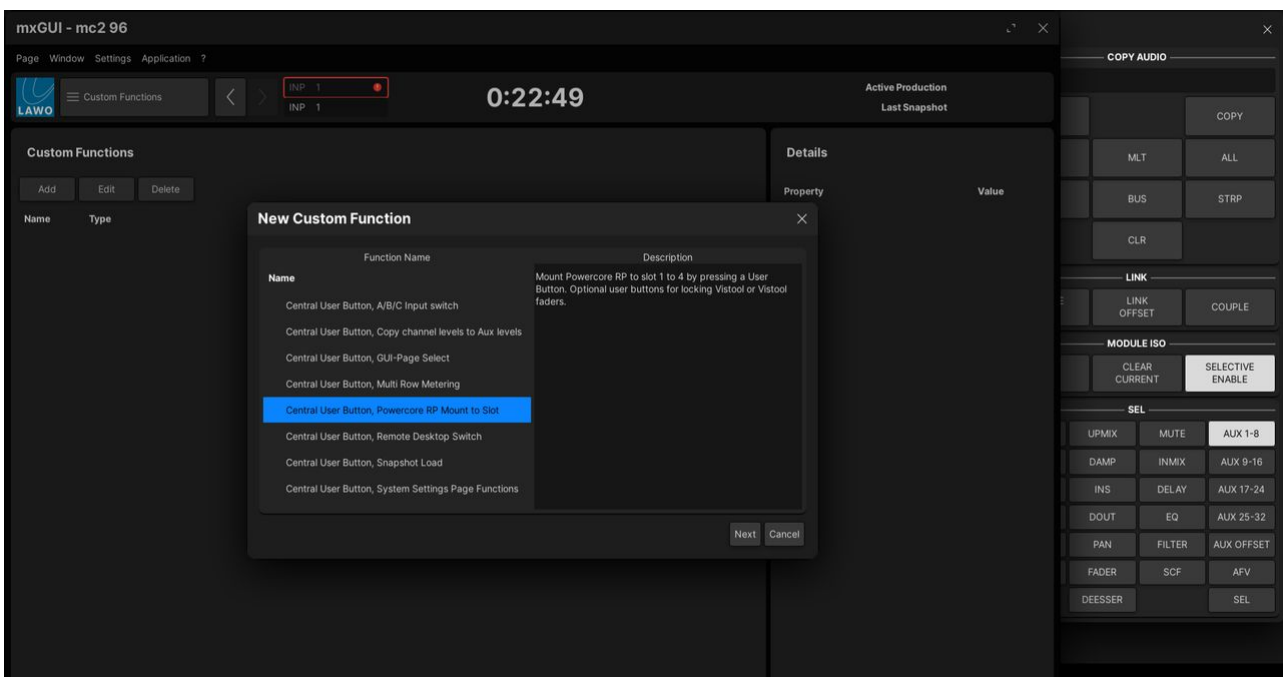 mxGUI - mc2 96
Page Window Settings Application ?
LAWO
Custom Functions
INP 1
INP 1
0:22:49
Active Production
Last Snapshot
Custom Functions
Add Edit Delete
Name Type
Details
Property Value
New Custom Function
Function Name
Description
Name
Central User Button, A/B/C Input switch
Central User Button, Copy channel levels to Aux levels
Central User Button, GUI-Page Select
Central User Button, Multi Row Metering
Central User Button, Powercore RP Mount to Slot
Central User Button, Remote Desktop Switch
Central User Button, Snapshot Load
Central User Button, System Settings Page Functions
Mount Powercore RP to slot 1 to 4 by pressing a User
Button. Optional user buttons for locking Vistool or Vistool
faders.
Next Cancel
COPY AUDIO
COPY
MLT ALL
BUS STRP
CLR
LINK
LINK
OFFSET
COUPLE
MODULE ISO
CLEAR
CURRENT
SELECTIVE
ENABLE
SEL
UPMIX MUTE AUX 1-8
DAMP INMIX AUX 9-16
INS DELAY AUX 17-24
DOUT EQ AUX 25-32
PAN FILTER AUX OFFSET
FADER SCF AFV
DEESSER SEL